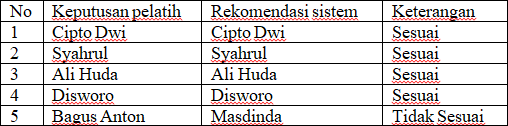 No Keputusan pelatih Rekomendasi sistem Keterangan
1 Cipto Dwi Cipto Dwi Sesuai
2 Syahrul Syahrul Sesuai
3 Ali Huda Ali Huda Sesuai
4 Disworo Disworo Sesuai
5 Bagus Anton Masdinda Tidak Sesuai